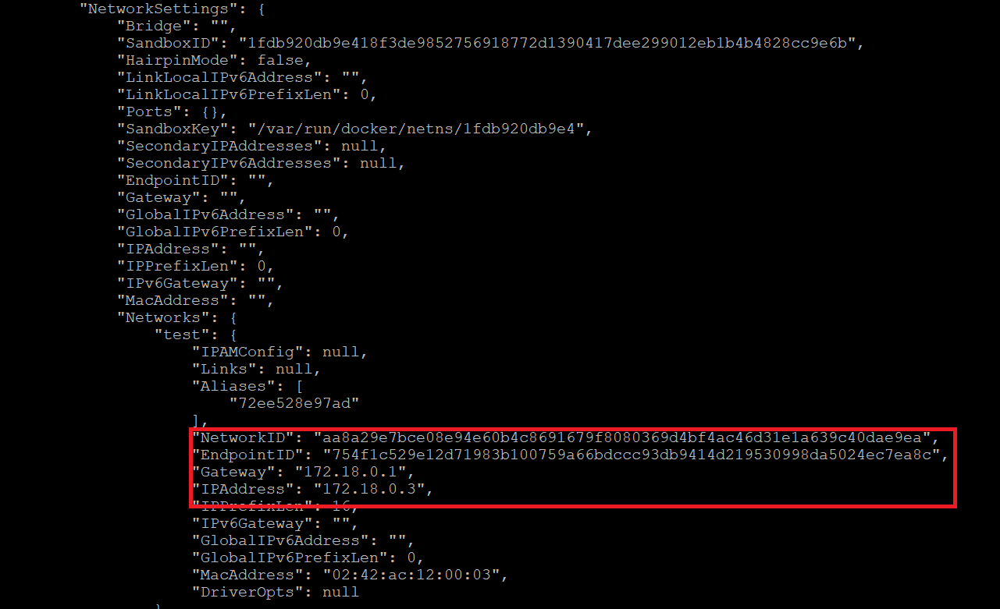 "NetworkSettings": {
"Bridge": "",
"SandboxID": "1fdb920db9e418f3de9852756918772d1390417dee299012eb1b4b4828cc9e6b",
"HairpinMode": false,
"LinkLocalIPv6Address": "",
"LinkLocalIPv6PrefixLen": 0,
"Ports": {},
"SandboxKey": "/var/run/docker/netns/1fdb920db9e4",
"SecondaryIPAddresses": null,
"SecondaryIPv6Addresses": null,
"EndpointID": "",
"Gateway": "",
"GlobalIPv6Address": "",
"GlobalIPv6PrefixLen": 0,
"IPAddress": "",
"IPPrefixLen": 0,
"IPv6Gateway": "",
"MacAddress": "",
"Networks": {
"test": {
"IPAMConfig": null,
"Links": null,
"Aliases": [
"72ee528e97ad"
],
"NetworkID": "aa8a29e7bce08e94e60b4c8691679f8080369d4bf4ac46d31e1a639c40dae9ea",
"EndpointID": "754f1c529e12d71983b100759a66bdccc93db9414d219530998da5024ec7ea8c",
"Gateway": "172.18.0.1",
"IPAddress": "172.18.0.3",
"IPPrefixLen": 16,
"IPv6Gateway": "",
"GlobalIPv6Address": "",
"GlobalIPv6PrefixLen": 0,
"MacAddress": "02:42:ac:12:00:03",
"DriverOpts": null
}